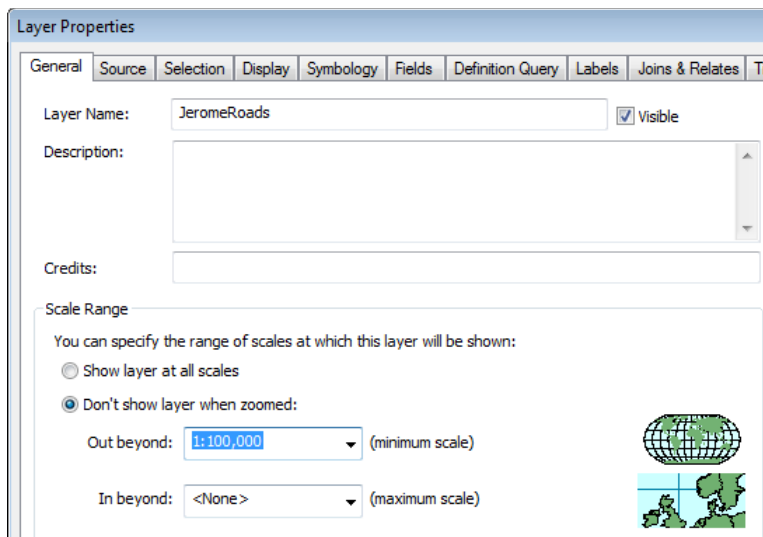 Layer Properties
General Source Selection Display Symbology Fields Definition Query Labels Joins & Relates
Layer Name: JeromeRoads Visible
Description:
Credits:
Scale Range
You can specify the range of scales at which this layer will be shown:
Show layer at all scales
Don't show layer when zoomed:
Out beyond: 1:100,000 (minimum scale)
In beyond: <None> (maximum scale)